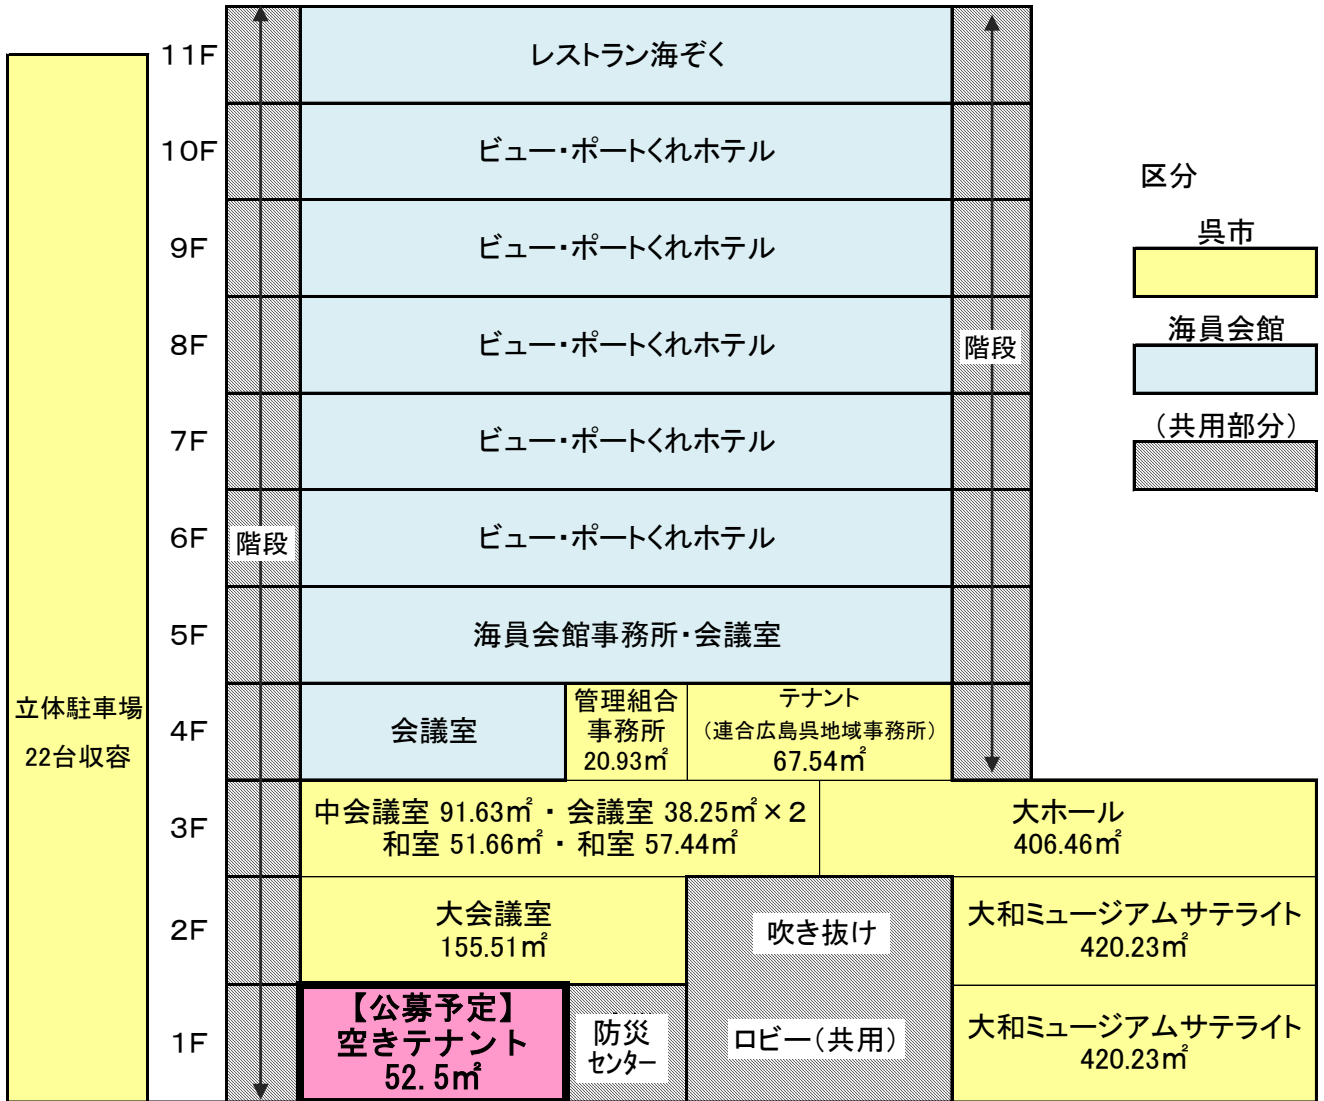 11F
レストラン海ぞく
10F
ビュー・ポートくれホテル
9F
ビュー・ポートくれホテル
8F
ビュー・ポートくれホテル
階段
7F
ビュー・ポートくれホテル
6F
階段
ビュー・ポートくれホテル
5F
海員会館事務所・会議室
立体駐車場
22台収容
4F
会議室
管理組合
事務所
20.93㎡
テナント
(連合広島呉地域事務所)
67.54㎡
3F
中会議室 91.63㎡・会議室 38.25㎡×2
和室 51.66㎡・和室 57.44㎡
大ホール
406.46㎡
2F
大会議室
155.51㎡
吹き抜け
大和ミュージアムサテライト
420.23㎡
1F
【公募予定】
空きテナント
52.5㎡
防災
センター
ロビー(共用)
大和ミュージアムサテライト
420.23㎡
区分
呉市
海員会館
(共用部分)